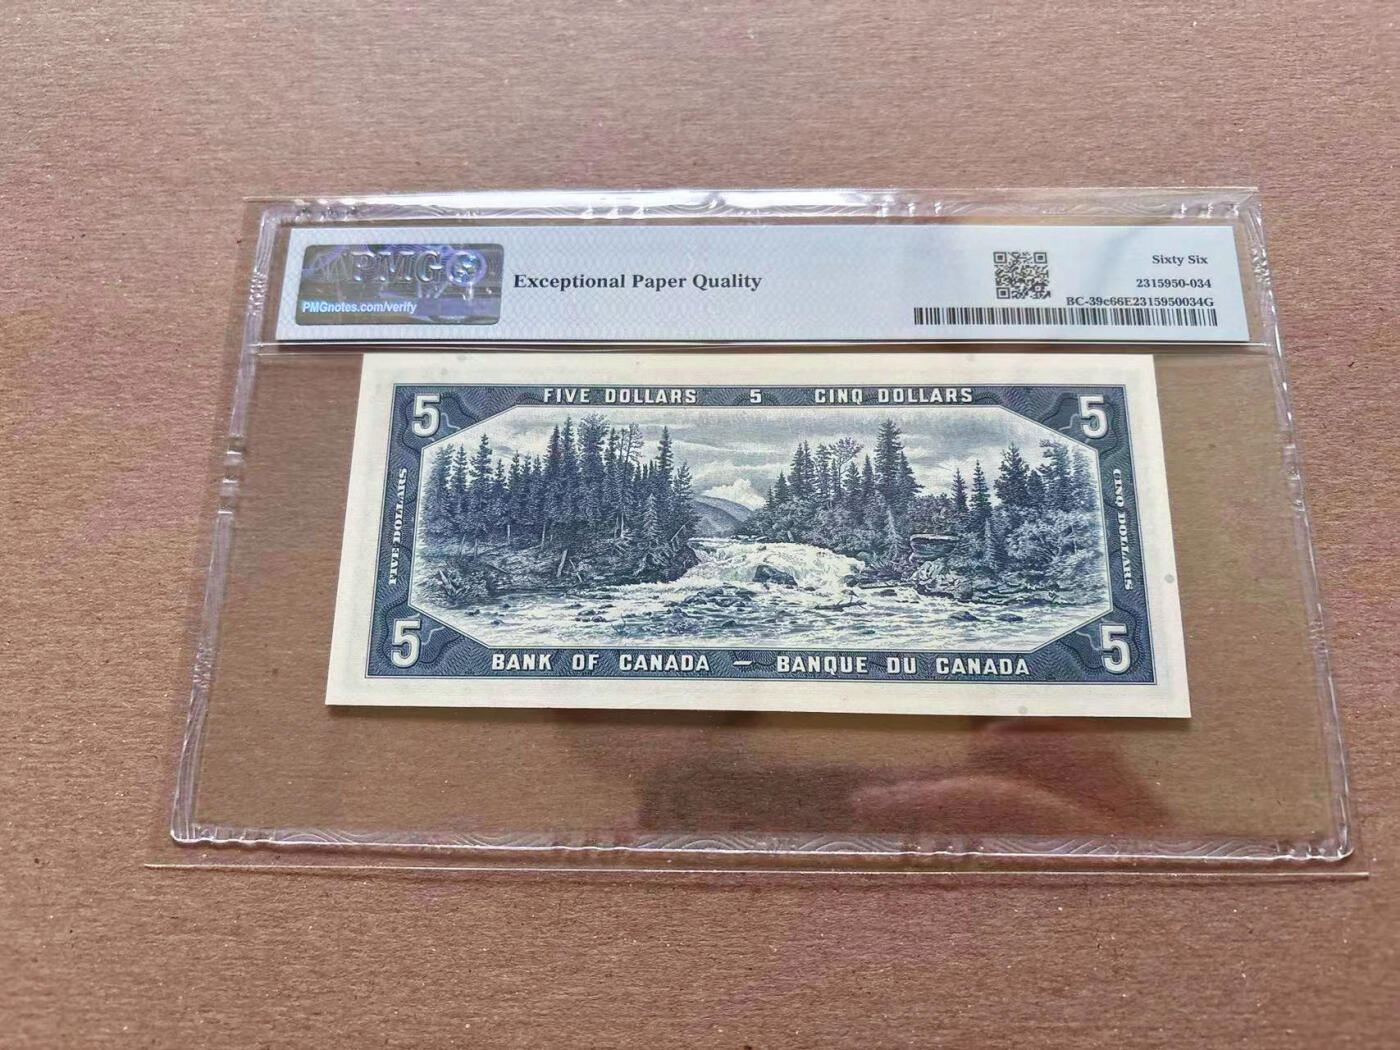 PMG
PMGnotes.com/verify
Exceptional Paper Quality
Sixty Six
2315950-034
BC-39c66E2315950034G
5 FIVE DOLLARS 5 CINQ DOLLARS 5
FIVE DOLLARS
CINQ DOLLARS
5 BANK OF CANADA – BANQUE DU CANADA 5